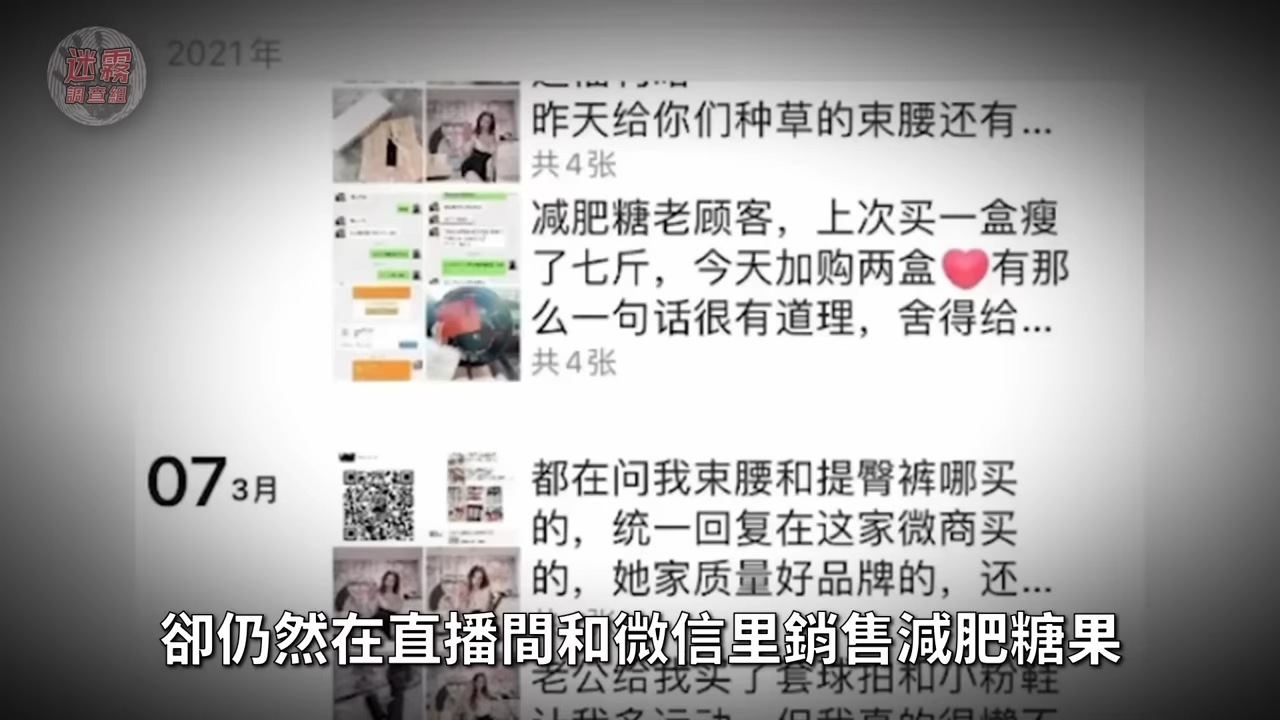 迷霧
調查組
2021年
昨天给你们种草的束腰还有...
共4张
减肥糖老顾客，上次买一盒瘦
了七斤，今天加购两盒❤️有那
么一句话很有道理，舍得给...
共4张
07 3月
都在问我束腰和提臀裤哪买
的，统一回复在这家微商买
的，她家质量好品牌的，还...
卻仍然在直播間和微信里銷售減肥糖果
老公给我买了套球拍和小粉鞋